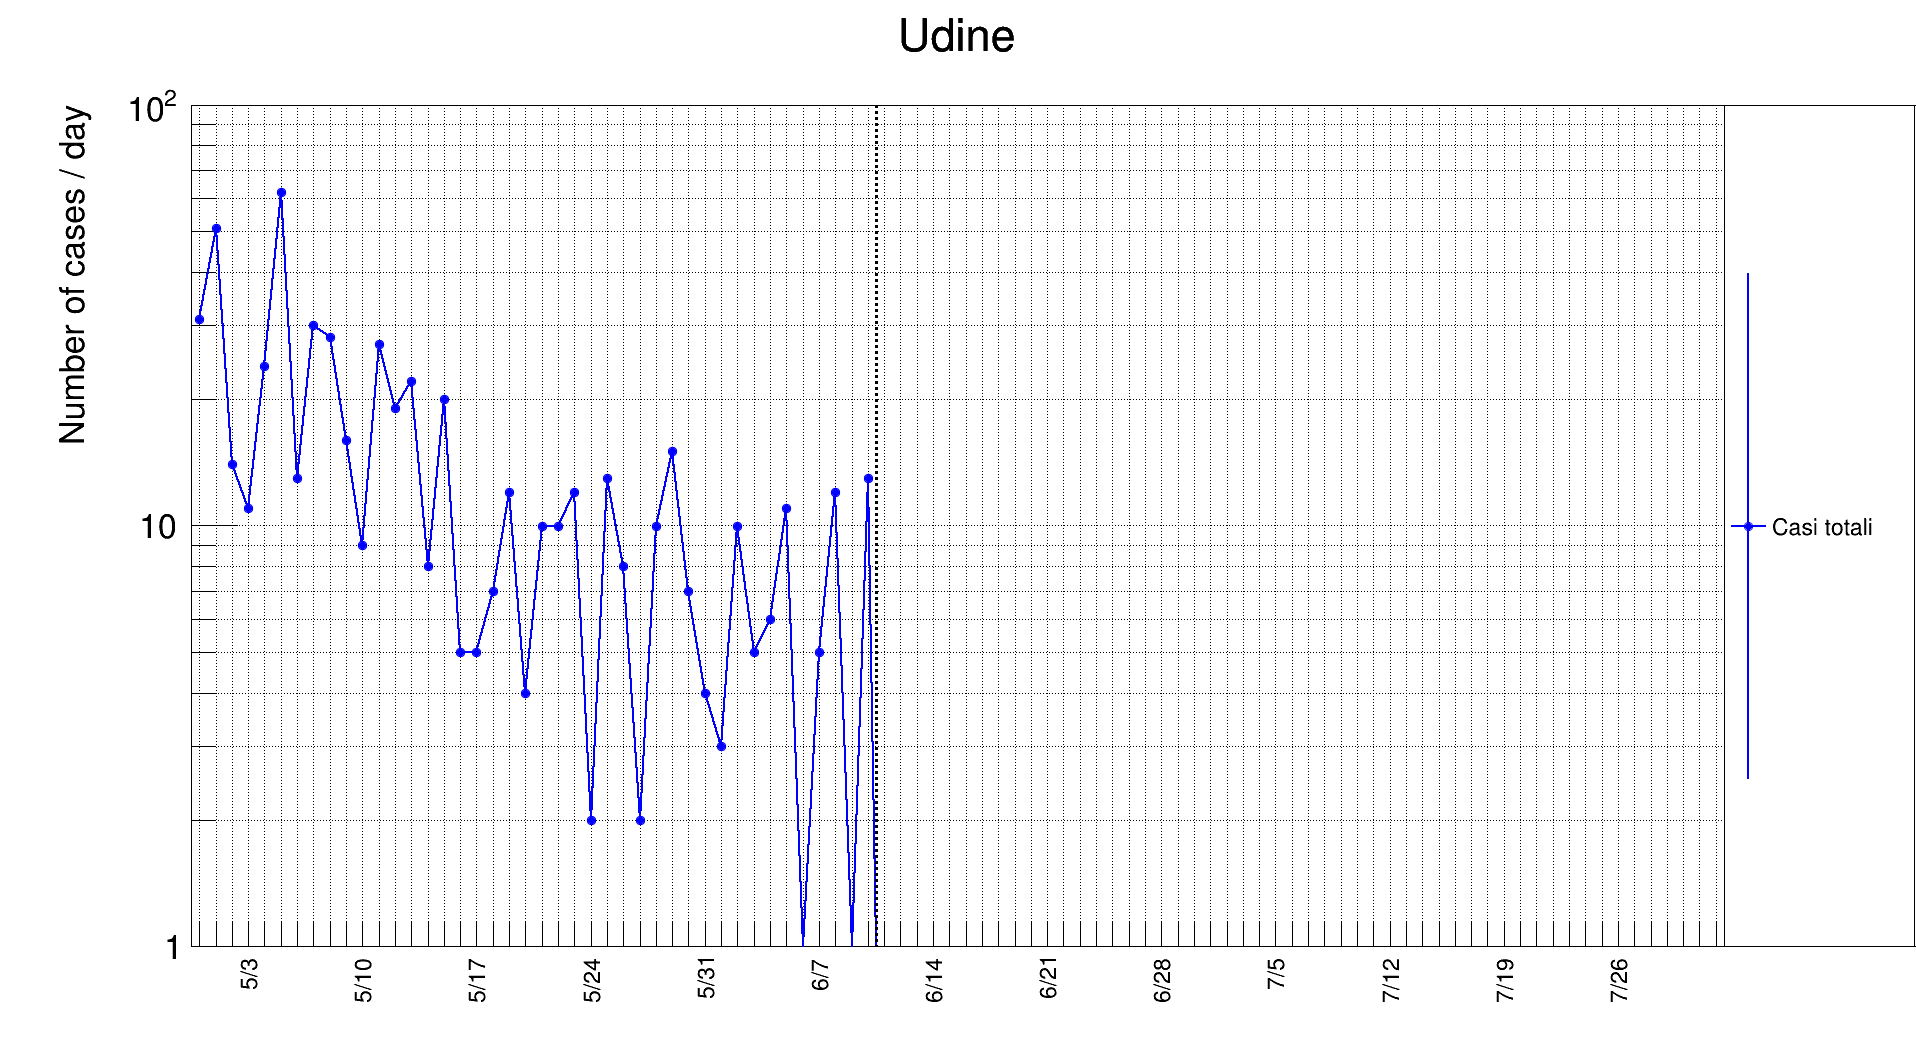 Udine
Number of cases / day
10²
10
1
5/3 5/10 5/17 5/24 5/31 6/7 6/14 6/21 6/28 7/5 7/12 7/19 7/26
Casi totali